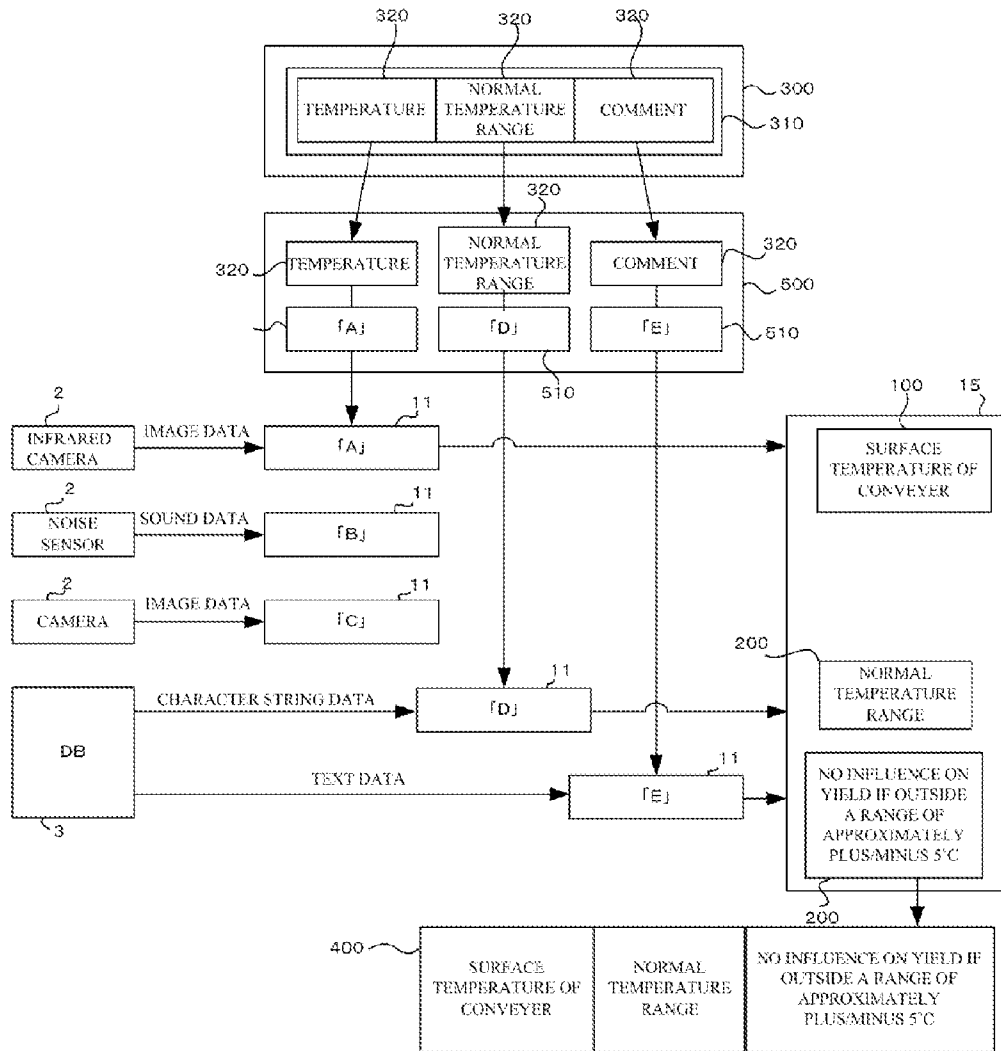 320
320
320
TEMPERATURE
NORMAL
TEMPERATURE
RANGE
COMMENT
300
310
320
320
TEMPERATURE
NORMAL
TEMPERATURE
RANGE
COMMENT
320
500
「A」
「D」
「E」
510
510
2
INFRARED
CAMERA
IMAGE DATA
11
「A」
2
NOISE
SENSOR
SOUND DATA
11
「B」
2
CAMERA
IMAGE DATA
11
「C」
DB
3
CHARACTER STRING DATA
11
「D」
TEXT DATA
11
「E」
100
15
SURFACE
TEMPERATURE OF
CONVEYER
200
NORMAL
TEMPERATURE
RANGE
NO INFLUENCE ON
YIELD IF OUTSIDE
A RANGE OF
APPROXIMATELY
PLUS/MINUS 5°C
200
400
SURFACE
TEMPERATURE OF
CONVEYER
NORMAL
TEMPERATURE
RANGE
NO INFLUENCE ON YIELD IF
OUTSIDE A RANGE OF
APPROXIMATELY
PLUS/MINUS 5°C